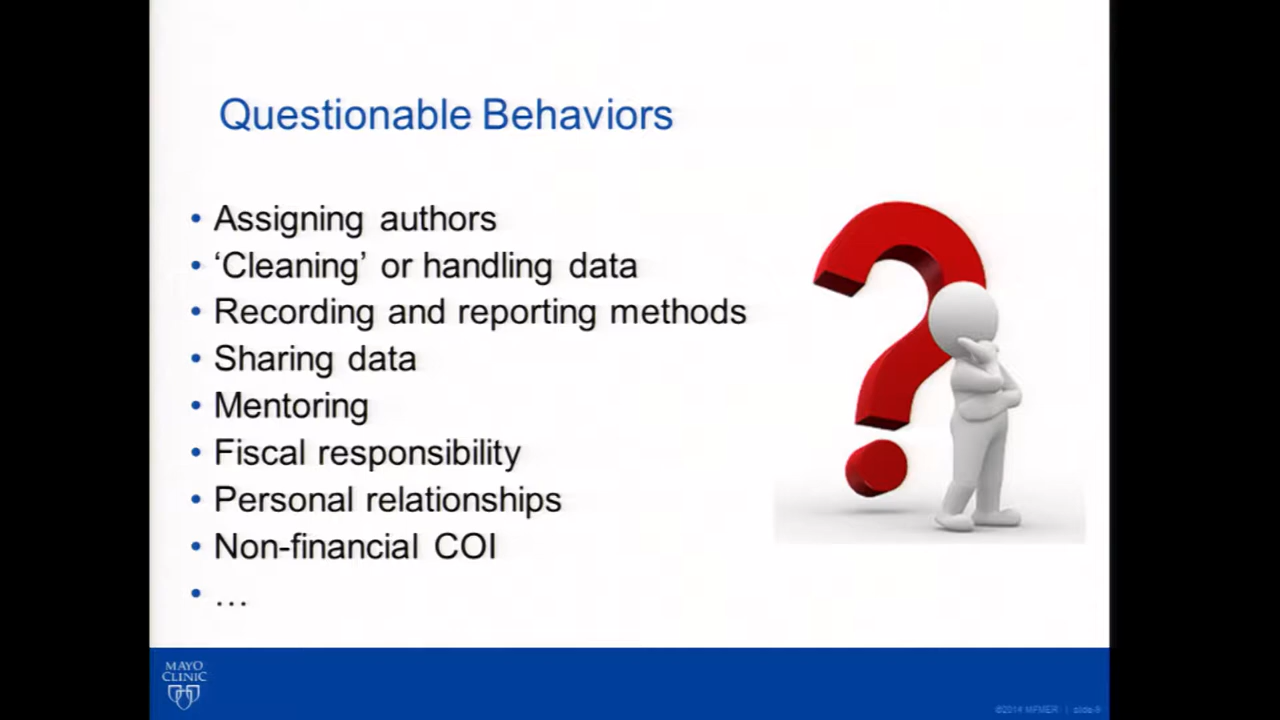 Questionable Behaviors
• Assigning authors
• ‘Cleaning’ or handling data
• Recording and reporting methods
• Sharing data
• Mentoring
• Fiscal responsibility
• Personal relationships
• Non-financial COI
• …
MAYO
CLINIC
©2014 MFMER | slide-9